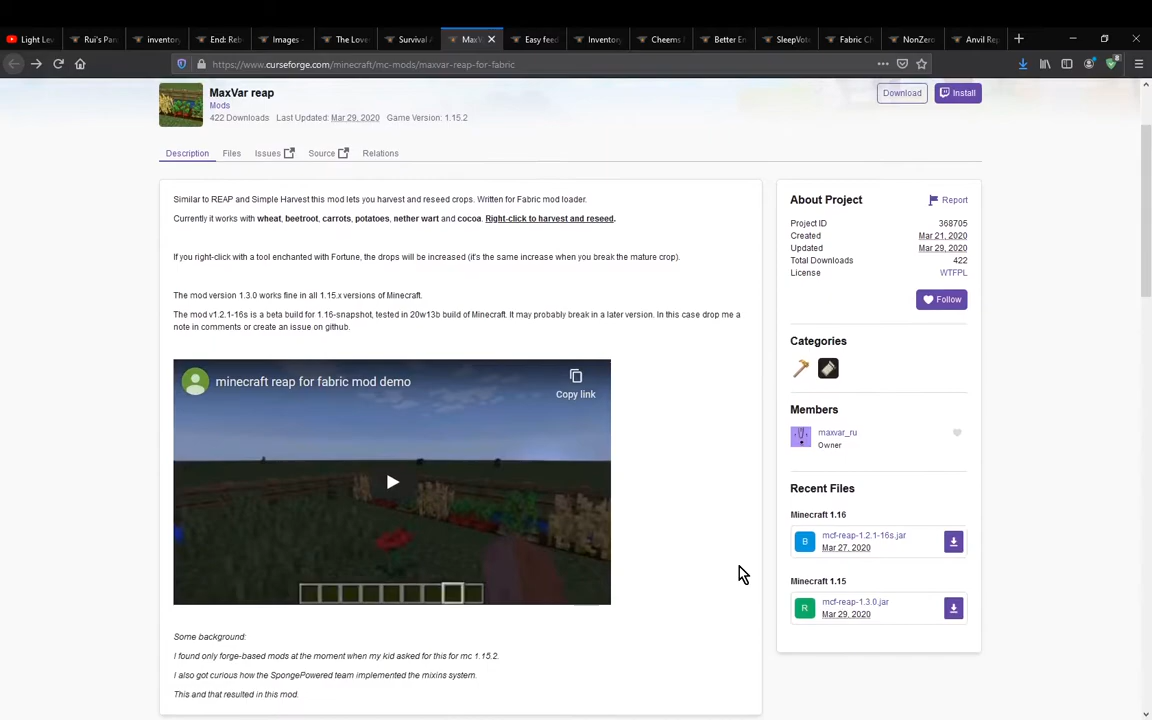 Light Le
Rui's Pa
inventory
End: Reb
Images -
The Love
Survival A
MaxV
Easy feed
Inventory
Cheems
Better En
SleepVote
Fabric C
NonZero
Anvil Rep
https://www.curseforge.com/minecraft/mc-mods/maxvar-reap-for-fabric
8
MaxVar reap
Mods
422 Downloads Last Updated: Mar 29, 2020 Game Version: 1.15.2
Download
Install
Description Files Issues Source Relations
Similar to REAP and Simple Harvest this mod lets you harvest and reseed crops. Written for Fabric mod loader.
Currently it works with wheat, beetroot, carrots, potatoes, nether wart and cocoa. Right-click to harvest and reseed.
If you right-click with a tool enchanted with Fortune, the drops will be increased (it's the same increase when you break the mature crop).
The mod version 1.3.0 works fine in all 1.15.x versions of Minecraft.
The mod v1.2.1-16s is a beta build for 1.16-snapshot, tested in 20w13b build of Minecraft. It may probably break in a later version. In this case drop me a
note in comments or create an issue on github.
minecraft reap for fabric mod demo
Copy link
Some background:
I found only forge-based mods at the moment when my kid asked for this for mc 1.15.2.
I also got curious how the SpongePowered team implemented the mixins system.
This and that resulted in this mod.
About Project
Report
Project ID 368705
Created Mar 21, 2020
Updated Mar 29, 2020
Total Downloads 422
License WTFPL
Follow
Categories
Members
maxvar_ru
Owner
Recent Files
Minecraft 1.16
B
mcf-reap-1.2.1-16s.jar
Mar 27, 2020
Minecraft 1.15
R
mcf-reap-1.3.0.jar
Mar 29, 2020